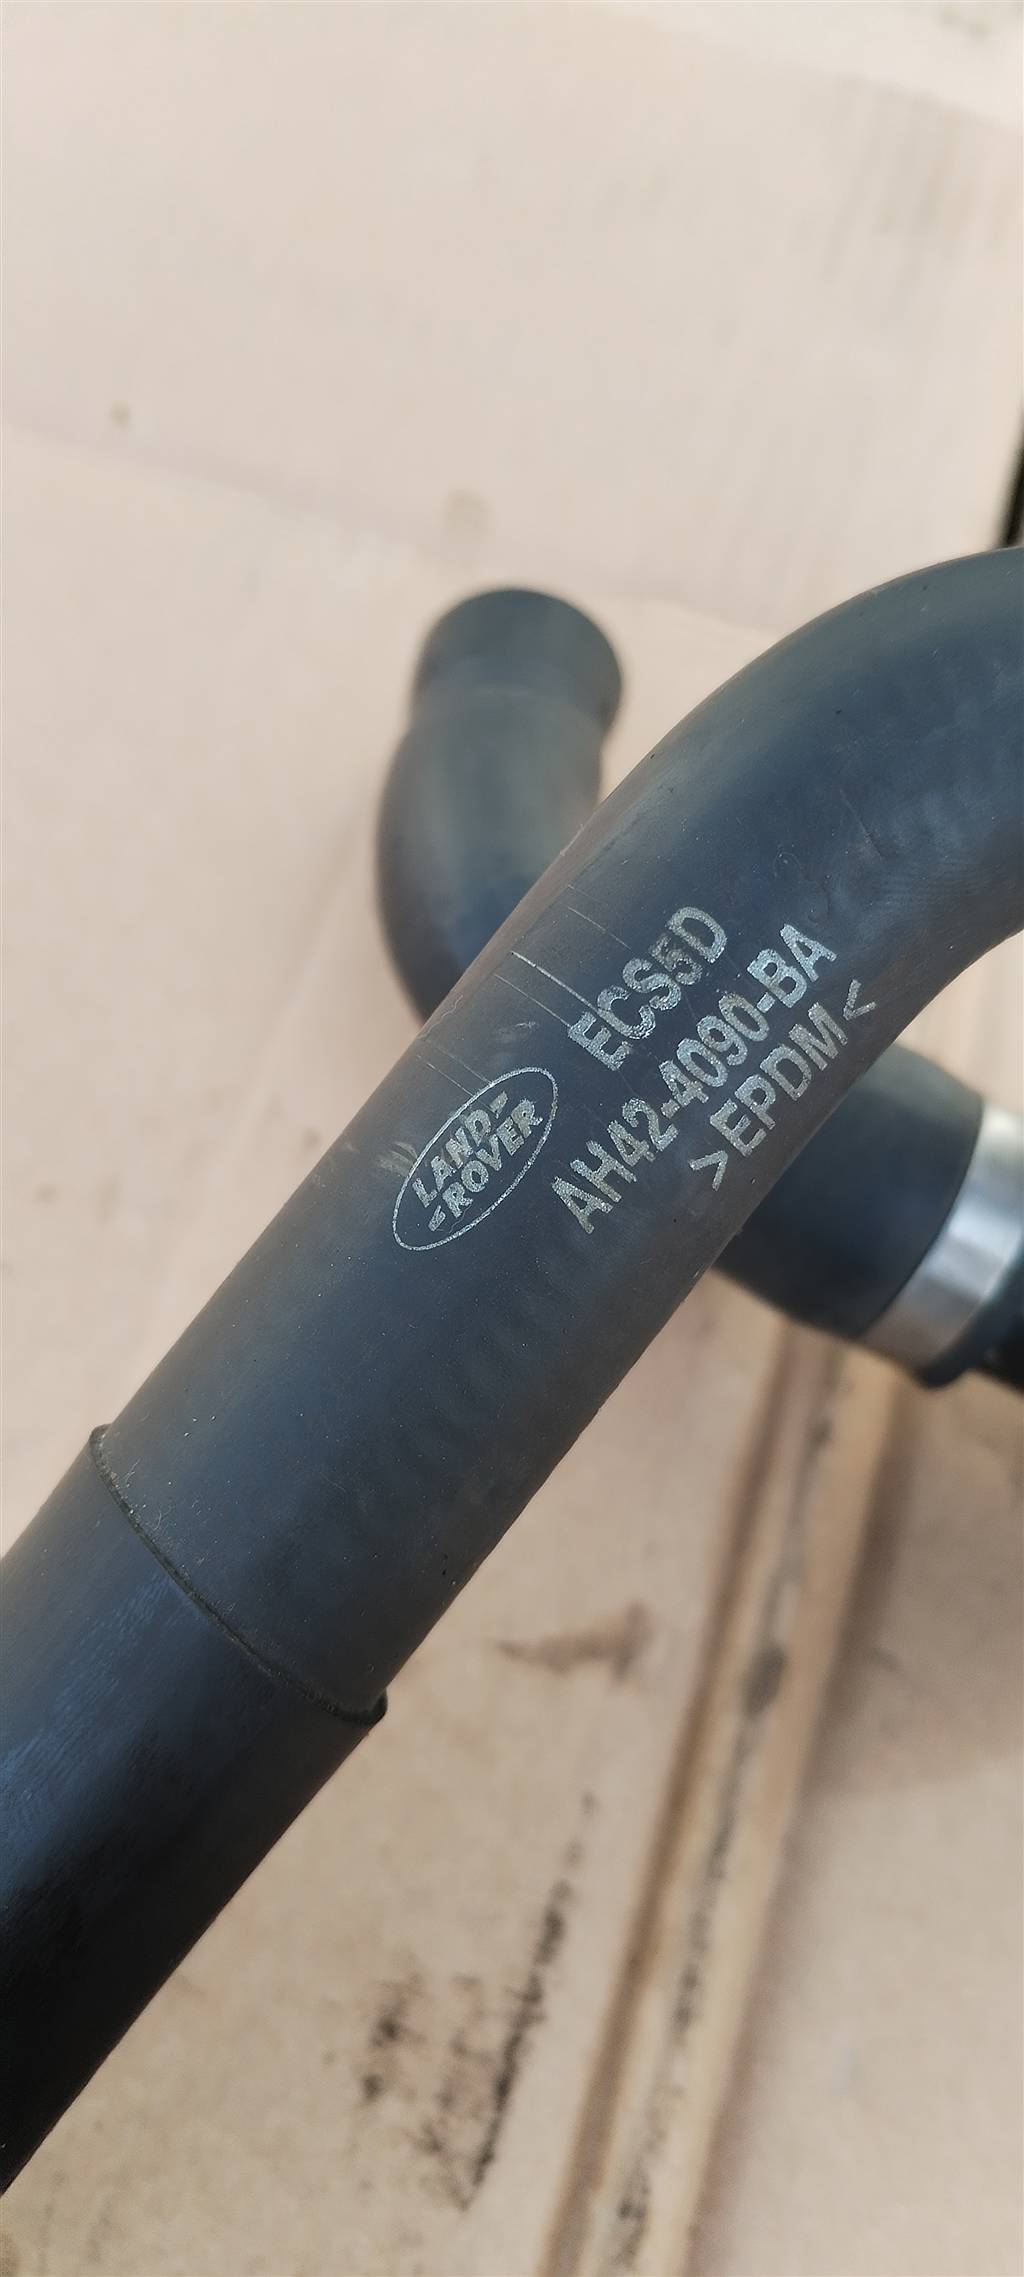 LAND-
-ROVER
ECS5D
AH42-4090-BA
>EPDM<